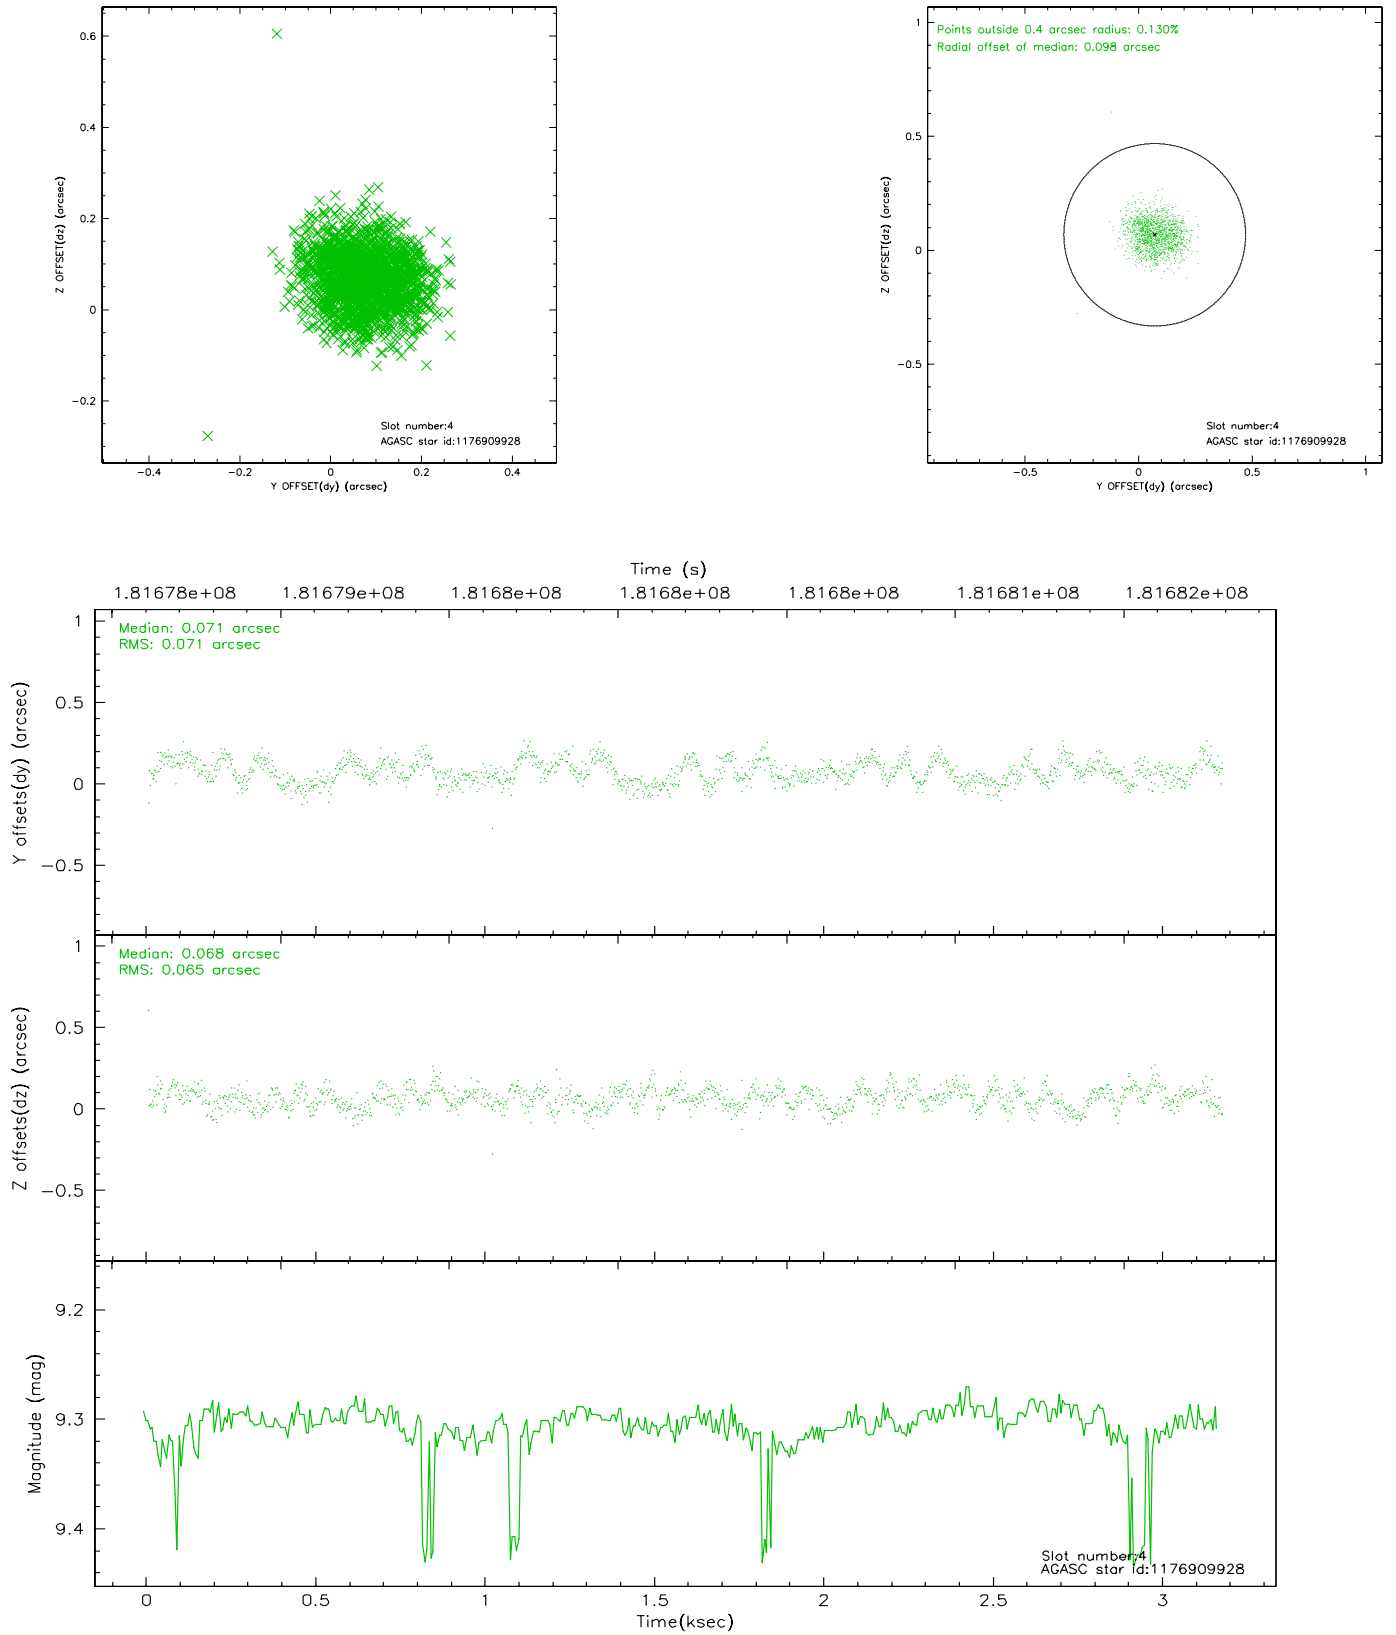 0.6
0.4
0.2
0
−0.2
Z OFFSET(dz) (arcsec)
Slot number:4
AGASC star id:1176909928
−0.4 −0.2 0 0.2 0.4
Y OFFSET(dy) (arcsec)
Points outside 0.4 arcsec radius: 0.130%
Radial offset of median: 0.098 arcsec
1
0.5
0
−0.5
Z OFFSET(dz) (arcsec)
Slot number:4
AGASC star id:1176909928
−0.5 0 0.5 1
Y OFFSET(dy) (arcsec)
Time (s)
1.81678e+08 1.81679e+08 1.8168e+08 1.8168e+08 1.8168e+08 1.81681e+08 1.81682e+08
Median: 0.071 arcsec
RMS: 0.071 arcsec
1
0.5
0
−0.5
Y offsets(dy) (arcsec)
Median: 0.068 arcsec
RMS: 0.065 arcsec
1
0.5
0
−0.5
Z offsets(dz) (arcsec)
9.2
9.3
9.4
Magnitude (mag)
Slot number:4
AGASC star id:1176909928
0 0.5 1 1.5 2 2.5 3
Time(ksec)